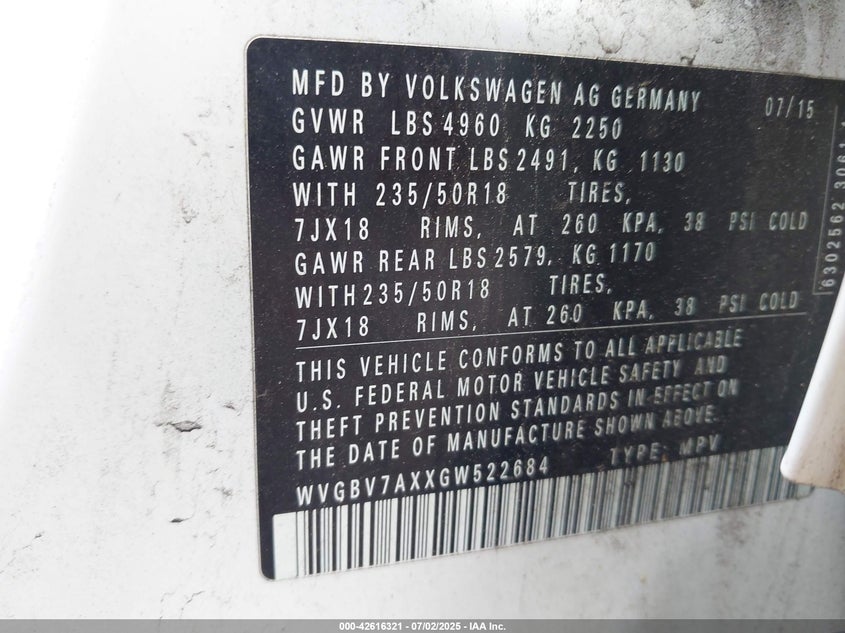 MFD BY VOLKSWAGEN AG GERMANY 07/15
GVWR LBS 4960 KG 2250
GAWR FRONT LBS 2491, KG 1130
WITH 235/50R18 TIRES,
7JX18 RIMS, AT 260 KPA, 38 PSI COLD
GAWR REAR LBS 2579, KG 1170
WITH 235/50R18 TIRES,
7JX18 RIMS, AT 260 KPA, 38 PSI COLD
THIS VEHICLE CONFORMS TO ALL APPLICABLE
U.S. FEDERAL MOTOR VEHICLE SAFETY AND
THEFT PREVENTION STANDARDS IN EFFECT ON
THE DATE OF MANUFACTURE SHOWN ABOVE.
WVGBV7AXXGW522684 TYPE: MPV
6302562 3061
000-42616321 | 07/02/2025 - IAA Inc.